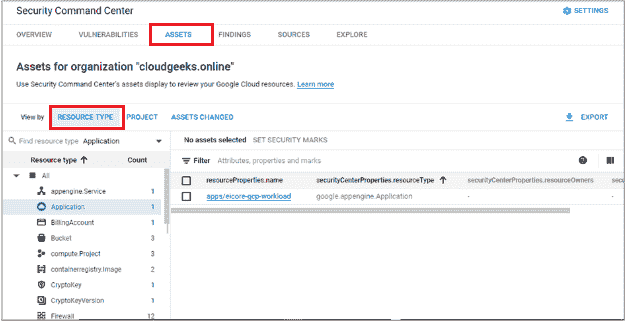 Security Command Center
SETTINGS
OVERVIEW VULNERABILITIES ASSETS FINDINGS SOURCES EXPLORE
Assets for organization "cloudgeeks.online"
Use Security Command Center's assets display to review your Google Cloud resources. Learn more
View by RESOURCE TYPE PROJECT ASSETS CHANGED EXPORT
Find resource type Application
No assets selected SET SECURITY MARKS
Resource type Count
Filter Attributes, properties and marks
All
resourceProperties.name securityCenterProperties.resourceType securityCenterProperties.resourceOwners secu
appengine.Service 1
apps/eicore-gcp-workload google.appengine.Application - -
Application 1
BillingAccount 1
Bucket 3
compute.Project 3
containerregistry.Image 2
CryptoKey 1
CryptoKeyVersion 1
Firewall 12